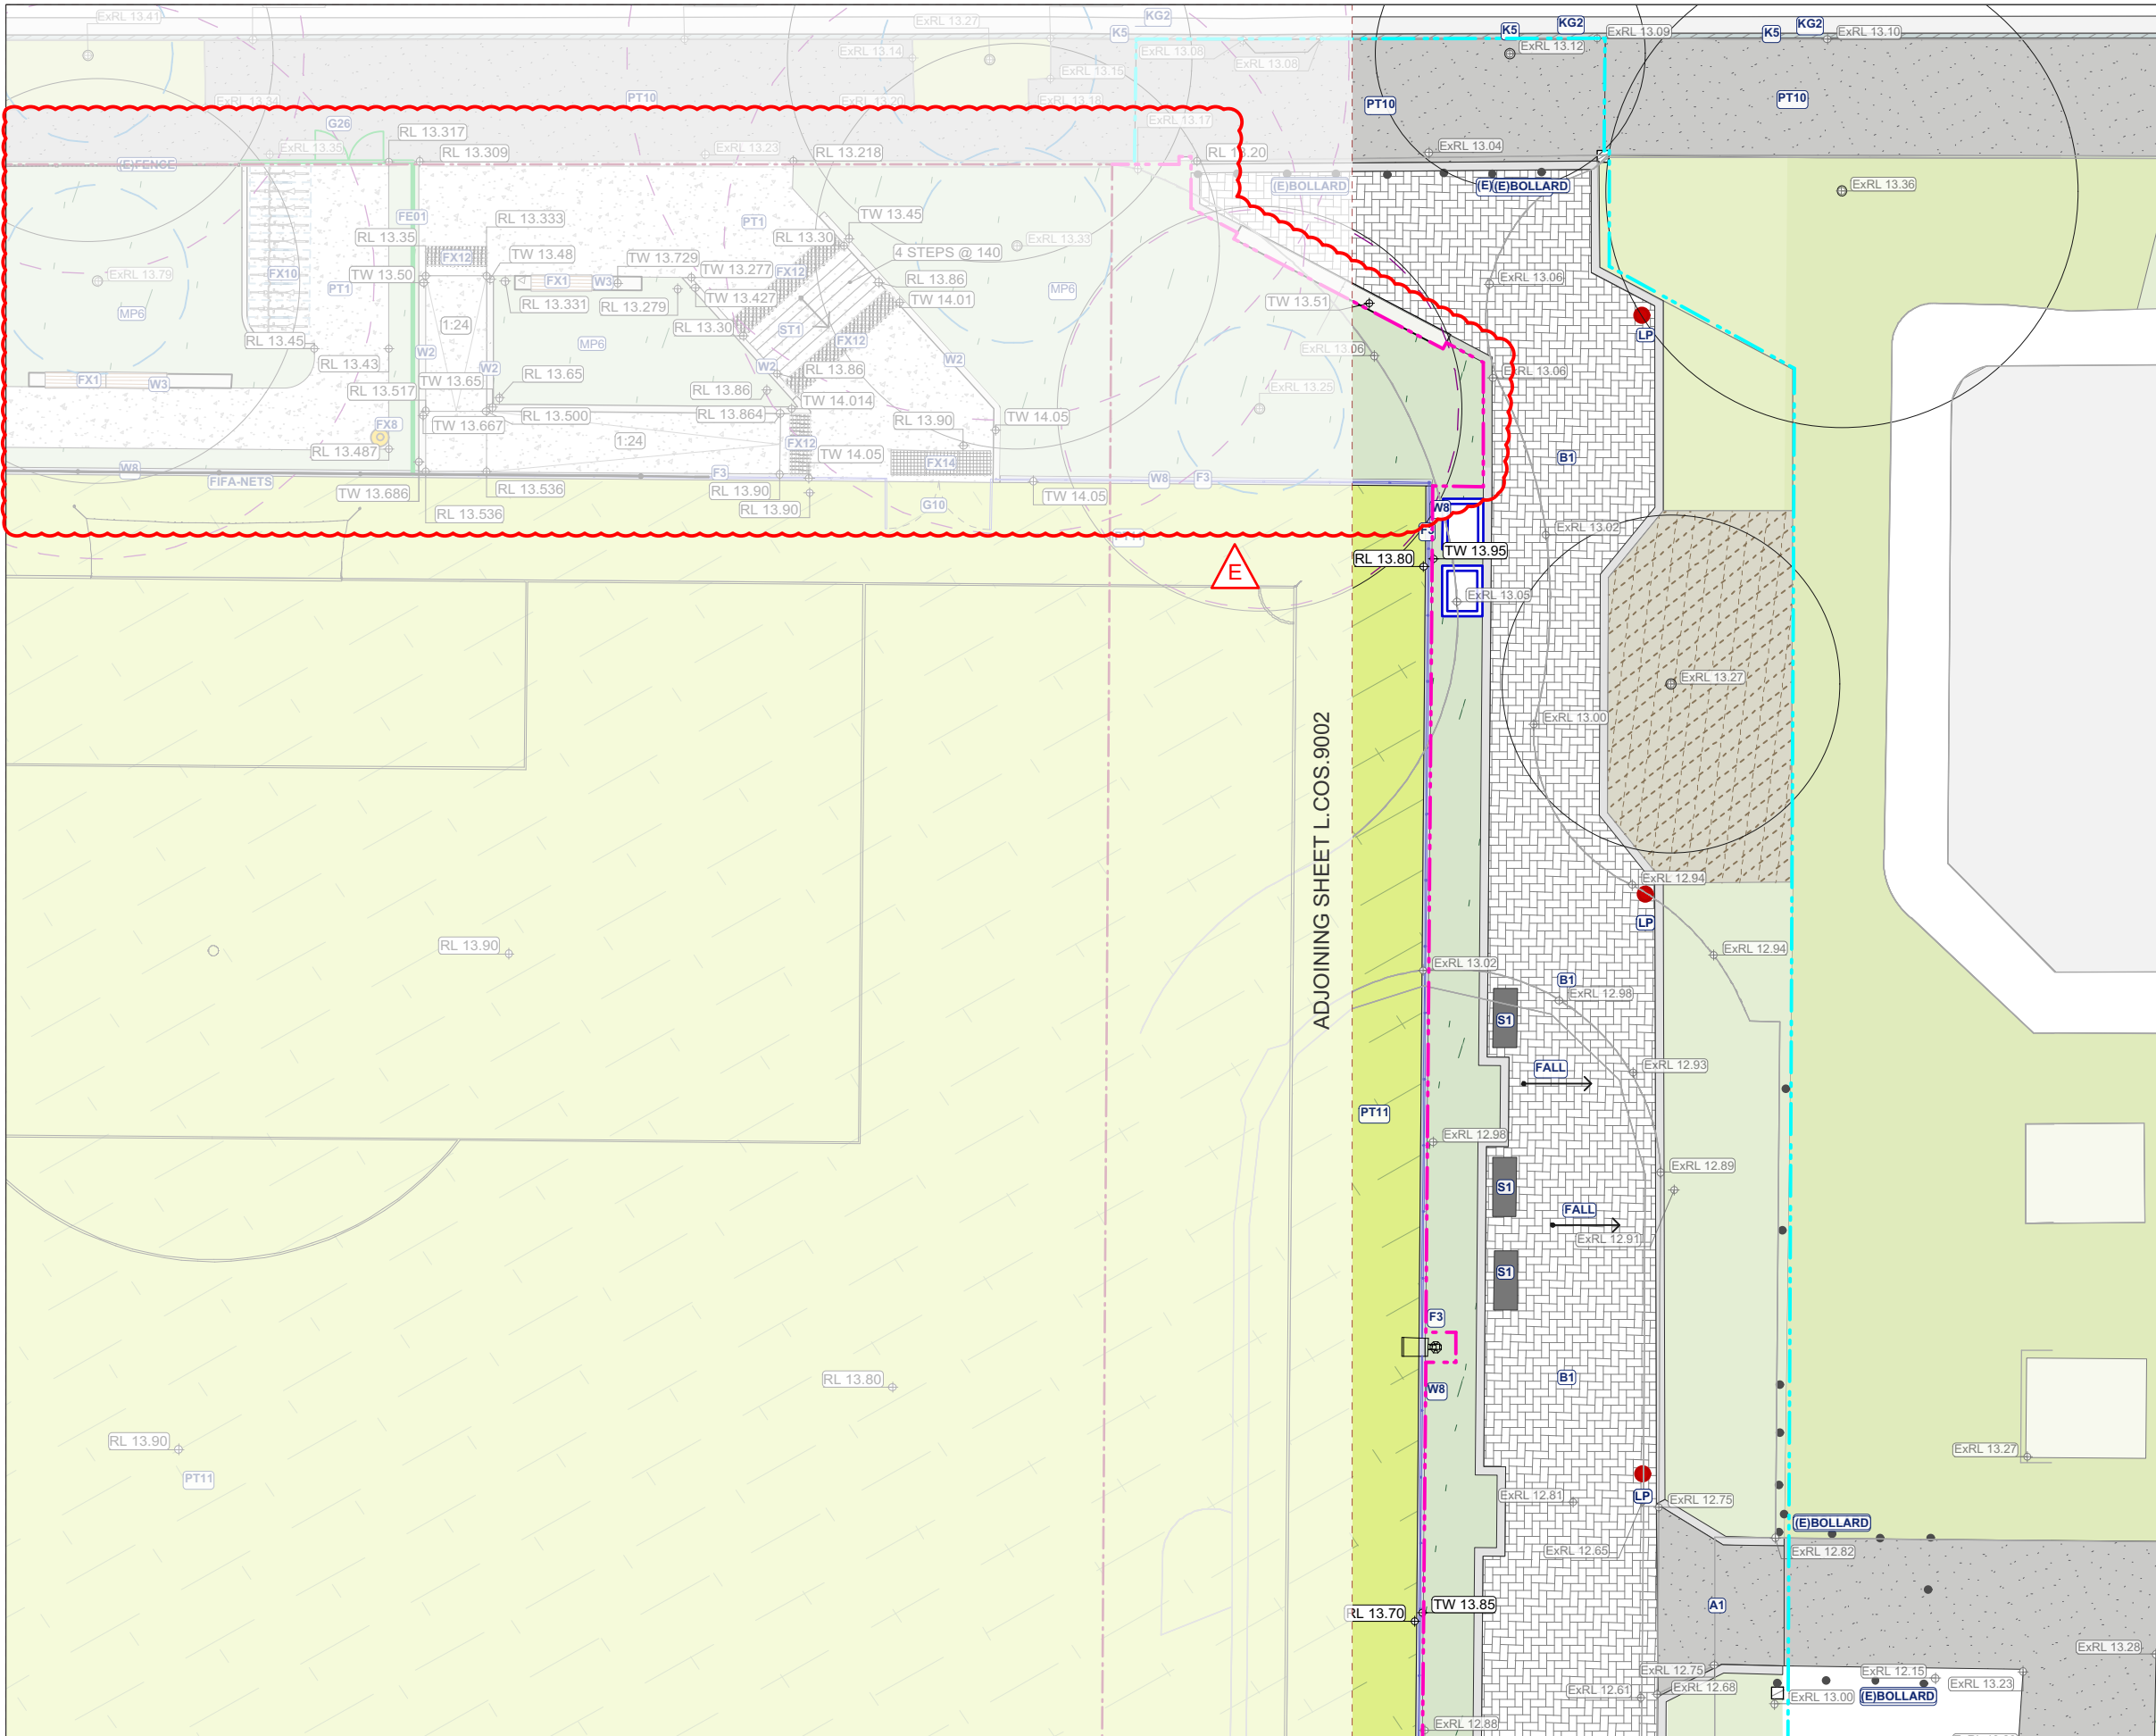 ExRL 13.41
ExRL 13.27
KG2
K5
ExRL 13.14
ExRL 13.08
ExRL 13.08
ExRL 13.15
K5
KG2
ExRL 13.12
ExRL 13.09
K5
KG2
ExRL 13.10
ExRL 13.34
PT10
ExRL 13.20
ExRL 13.18
ExRL 13.17
PT10
PT10
G26
RL 13.317
ExRL 13.35
RL 13.309
ExRL 13.23
RL 13.218
RL 13.20
ExRL 13.04
(E)FENCE
(E)BOLLARD
(E)BOLLARD
ExRL 13.36
FE01
RL 13.333
PT1
TW 13.45
RL 13.35
RL 13.30
ExRL 13.33
FX12
TW 13.48
TW 13.729
TW 13.277
4 STEPS @ 140
ExRL 13.79
FX10
TW 13.50
FX12
RL 13.86
ExRL 13.06
PT1
FX1
W3
MP6
MP6
RL 13.331
RL 13.279
TW 13.427
TW 14.01
TW 13.51
1:24
RL 13.30
ST1
FX12
LP
RL 13.45
MP6
RL 13.43
W2
W2
W2
W2
RL 13.86
ExRL 13.06
FX1
W3
RL 13.517
TW 13.65
RL 13.65
RL 13.86
TW 14.014
ExRL 13.25
ExRL 13.06
RL 13.500
RL 13.864
RL 13.90
TW 14.05
FX8
TW 13.667
1:24
FX12
RL 13.487
TW 14.05
FX14
B1
W8
FIFA-NETS
F3
W8
F3
TW 13.686
RL 13.536
RL 13.90
TW 14.05
RL 13.536
RL 13.90
G10
W8
F3
ExRL 13.02
E
RL 13.80
TW 13.95
ExRL 13.05
ExRL 13.27
ExRL 13.00
ADJOINING SHEET L.COS.9002
ExRL 12.94
LP
RL 13.90
ExRL 12.94
ExRL 13.02
B1
ExRL 12.98
S1
FALL
ExRL 12.93
PT11
ExRL 12.98
ExRL 12.89
S1
FALL
ExRL 12.91
S1
F3
RL 13.80
B1
W8
RL 13.90
PT11
ExRL 13.27
ExRL 12.81
LP
ExRL 12.75
(E)BOLLARD
ExRL 12.65
ExRL 12.82
RL 13.70
TW 13.85
A1
ExRL 13.28
ExRL 12.75
ExRL 12.15
ExRL 12.61
ExRL 12.68
ExRL 13.00
(E)BOLLARD
ExRL 13.23
ExRL 12.88